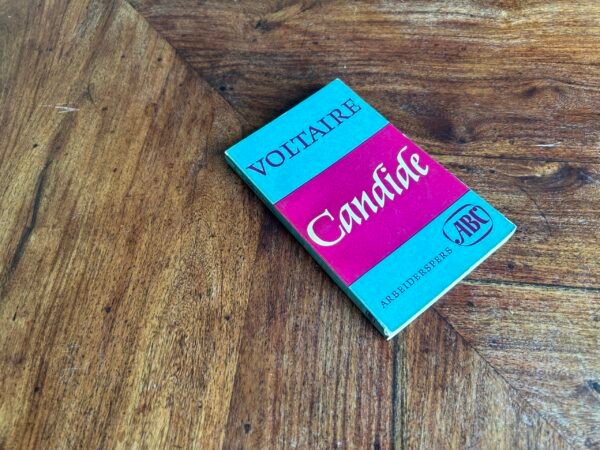 VOLTAIRE
Candide
ARBEIDERSPERS
ABC